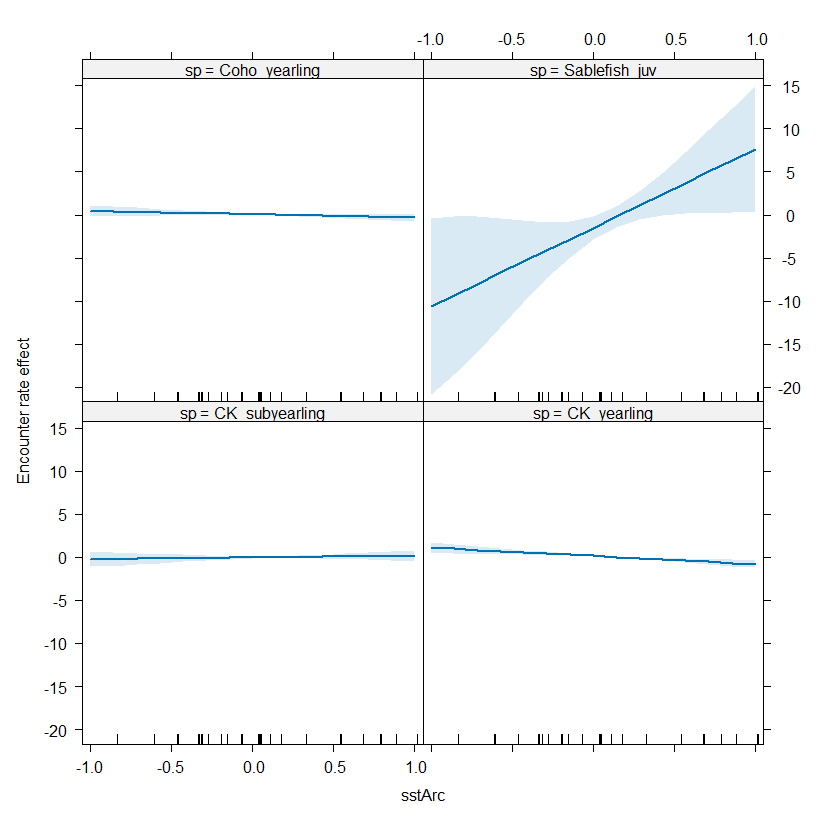 -1.0 -0.5 0.0 0.5 1.0
sp = Coho_yearling sp = Sablefish_juv
15
10
5
0
-5
-10
-15
-20
sp = CK_subyearling sp = CK_yearling
15
10
5
0
-5
-10
-15
-20
Encounter rate effect
-1.0 -0.5 0.0 0.5 1.0
sstArc